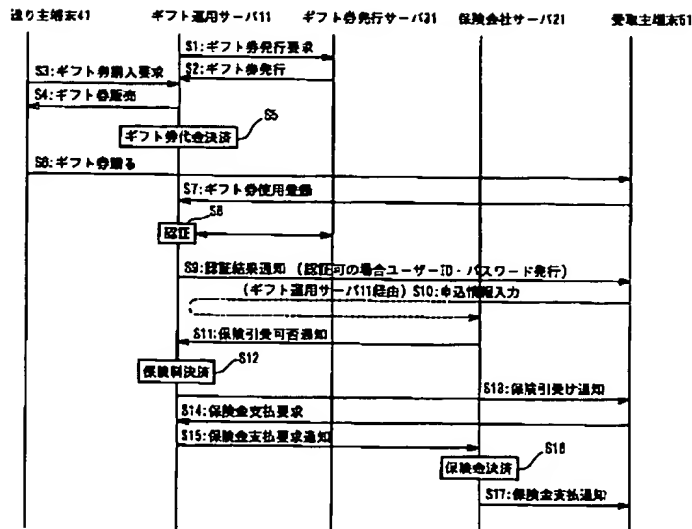 送り主端末41 ギフト運用サーバ11 ギフト券発行サーバ31 保険会社サーバ21 受取主端末51
S1:ギフト券発行要求
S2:ギフト券発行
S3:ギフト券購入要求
S4:ギフト券販売
S5
ギフト券代金決済
S6:ギフト券贈る
S7:ギフト券使用登録
S8
認証
S9:認証結果通知（認証可の場合ユーザーID・パスワード発行）
（ギフト運用サーバ11経由）S10:申込情報入力
S11:保険引受可否通知
S12
保険料決済
S13:保険引受け通知
S14:保険金支払要求
S15:保険金支払要求通知
S16
保険金決済
S17:保険金支払通知